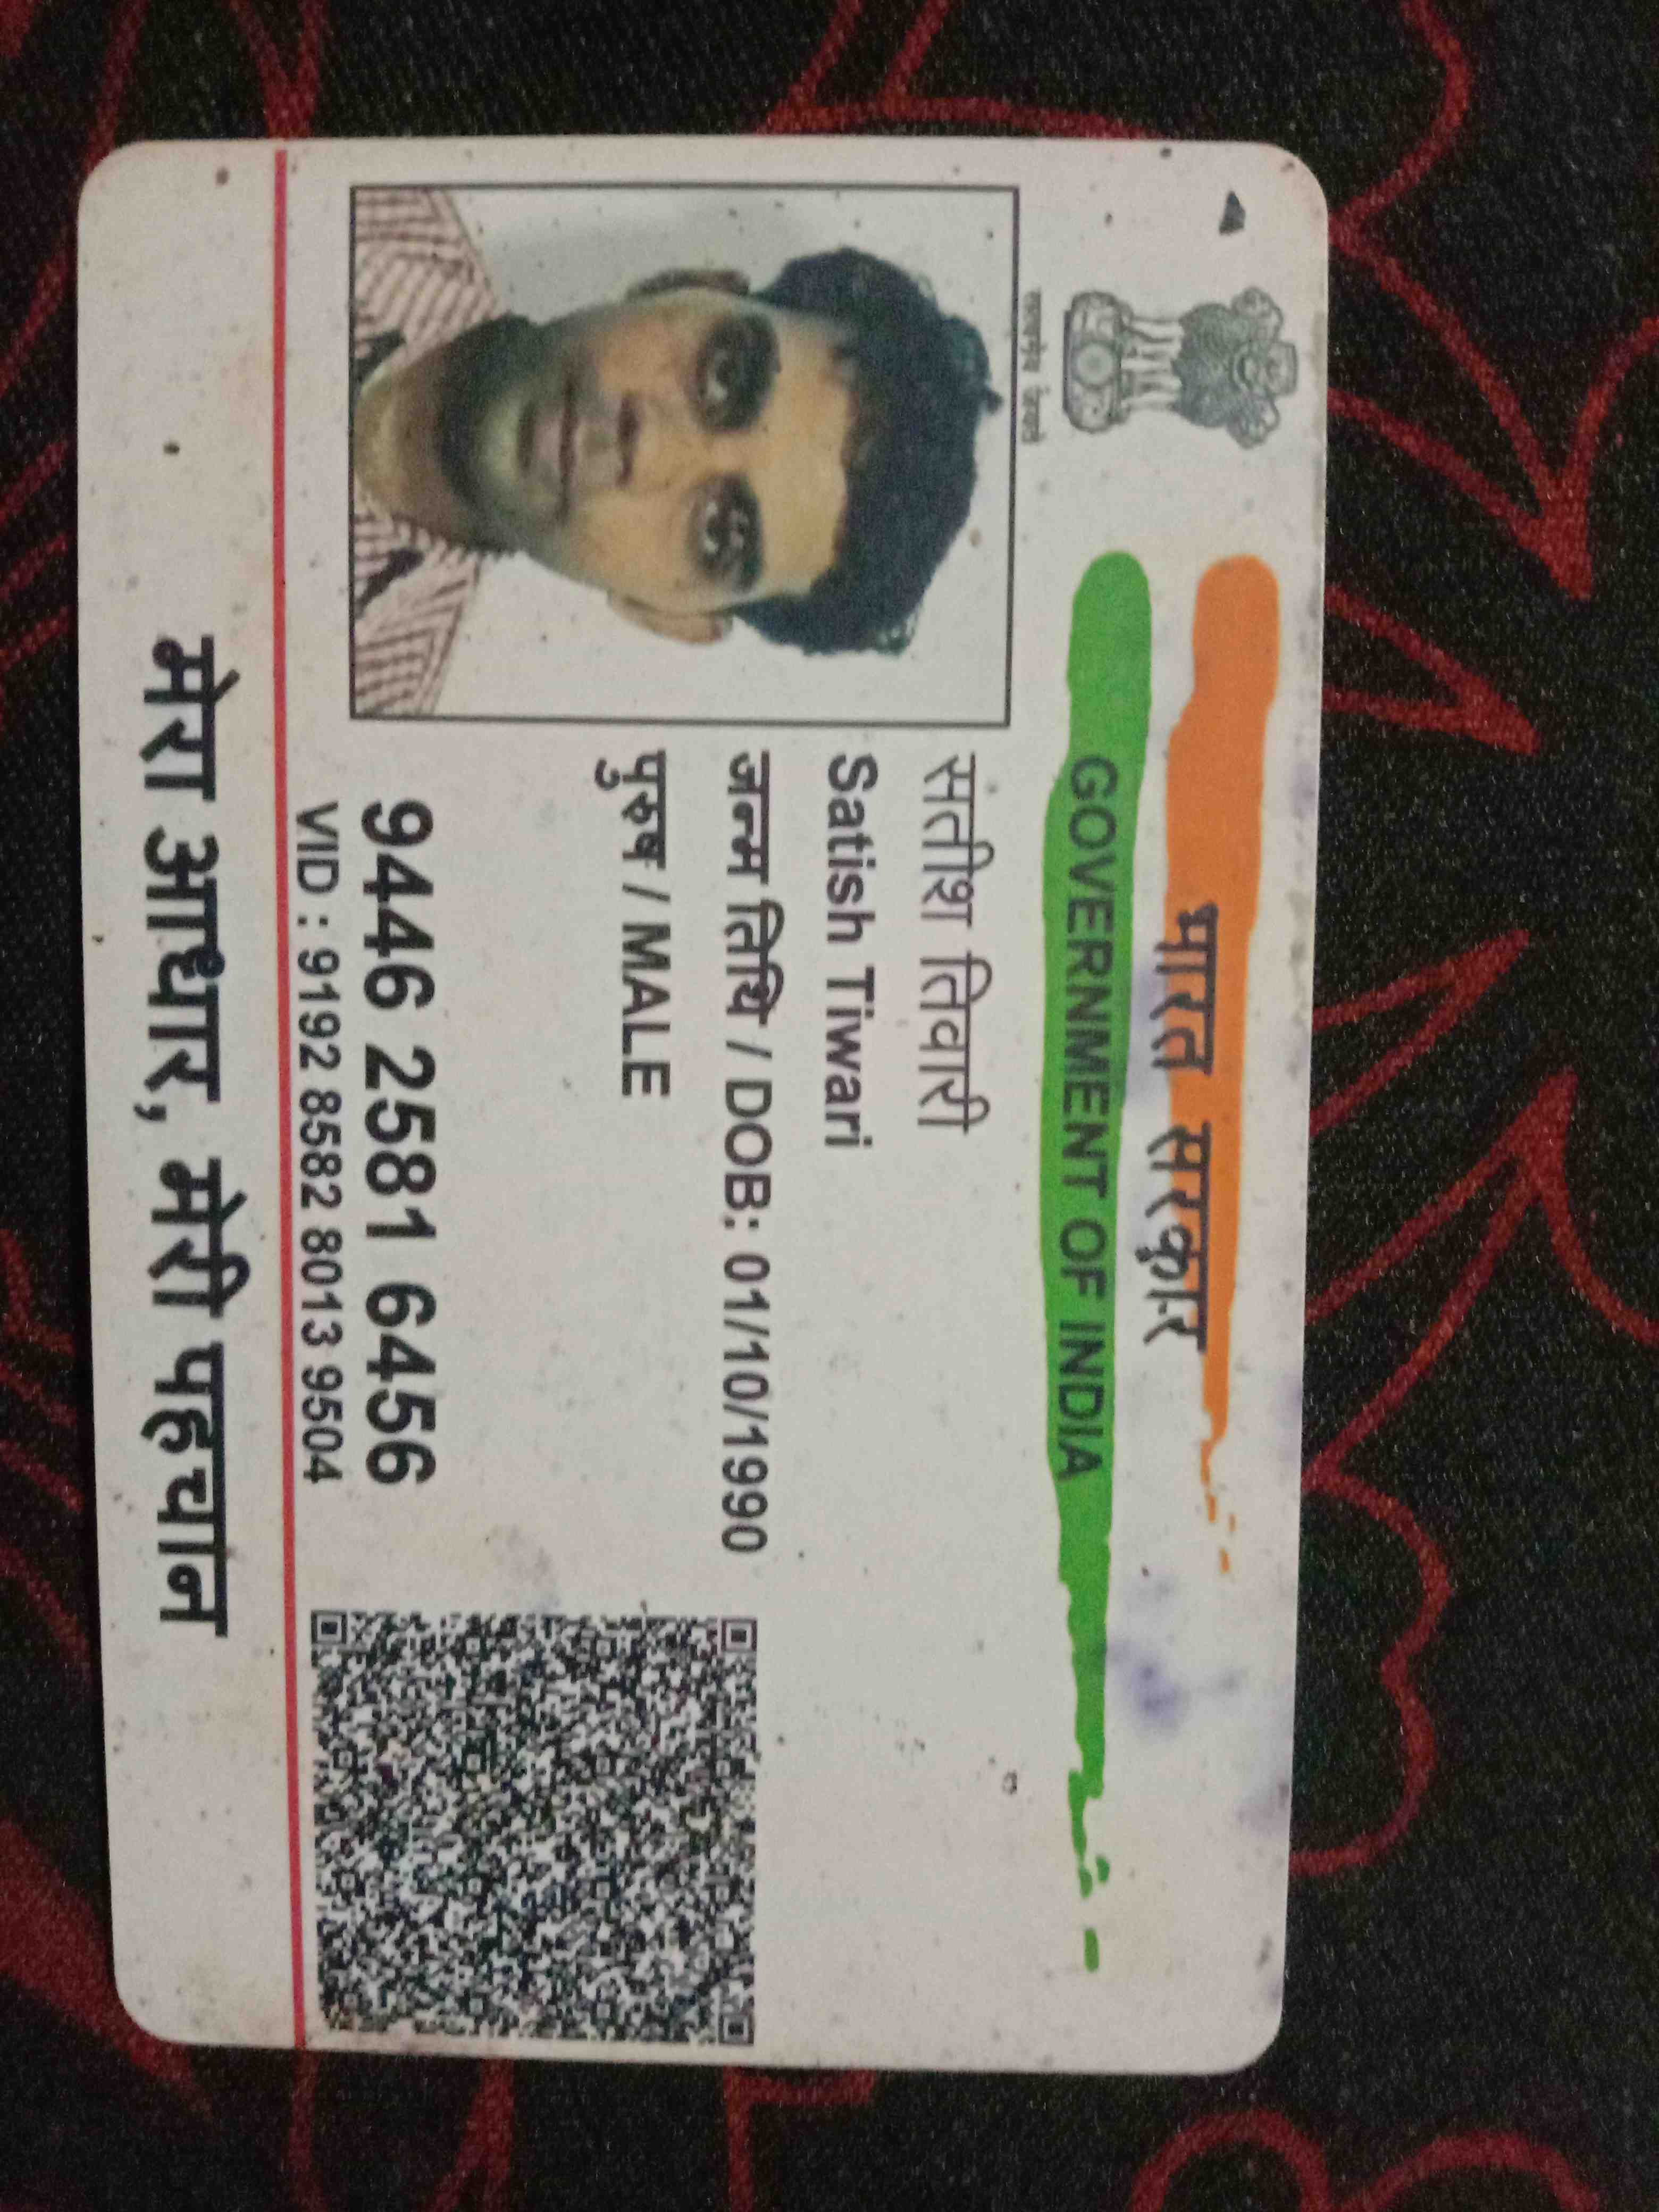 भारत सरकार
GOVERNMENT OF INDIA
सत्यमेव जयते
सतीश तिवारी
Satish Tiwari
जन्म तिथि / DOB: 01/10/1990
पुरुष / MALE
9446 2581 6456
VID : 9192 8582 8013 9504
मेरा आधार, मेरी पहचान